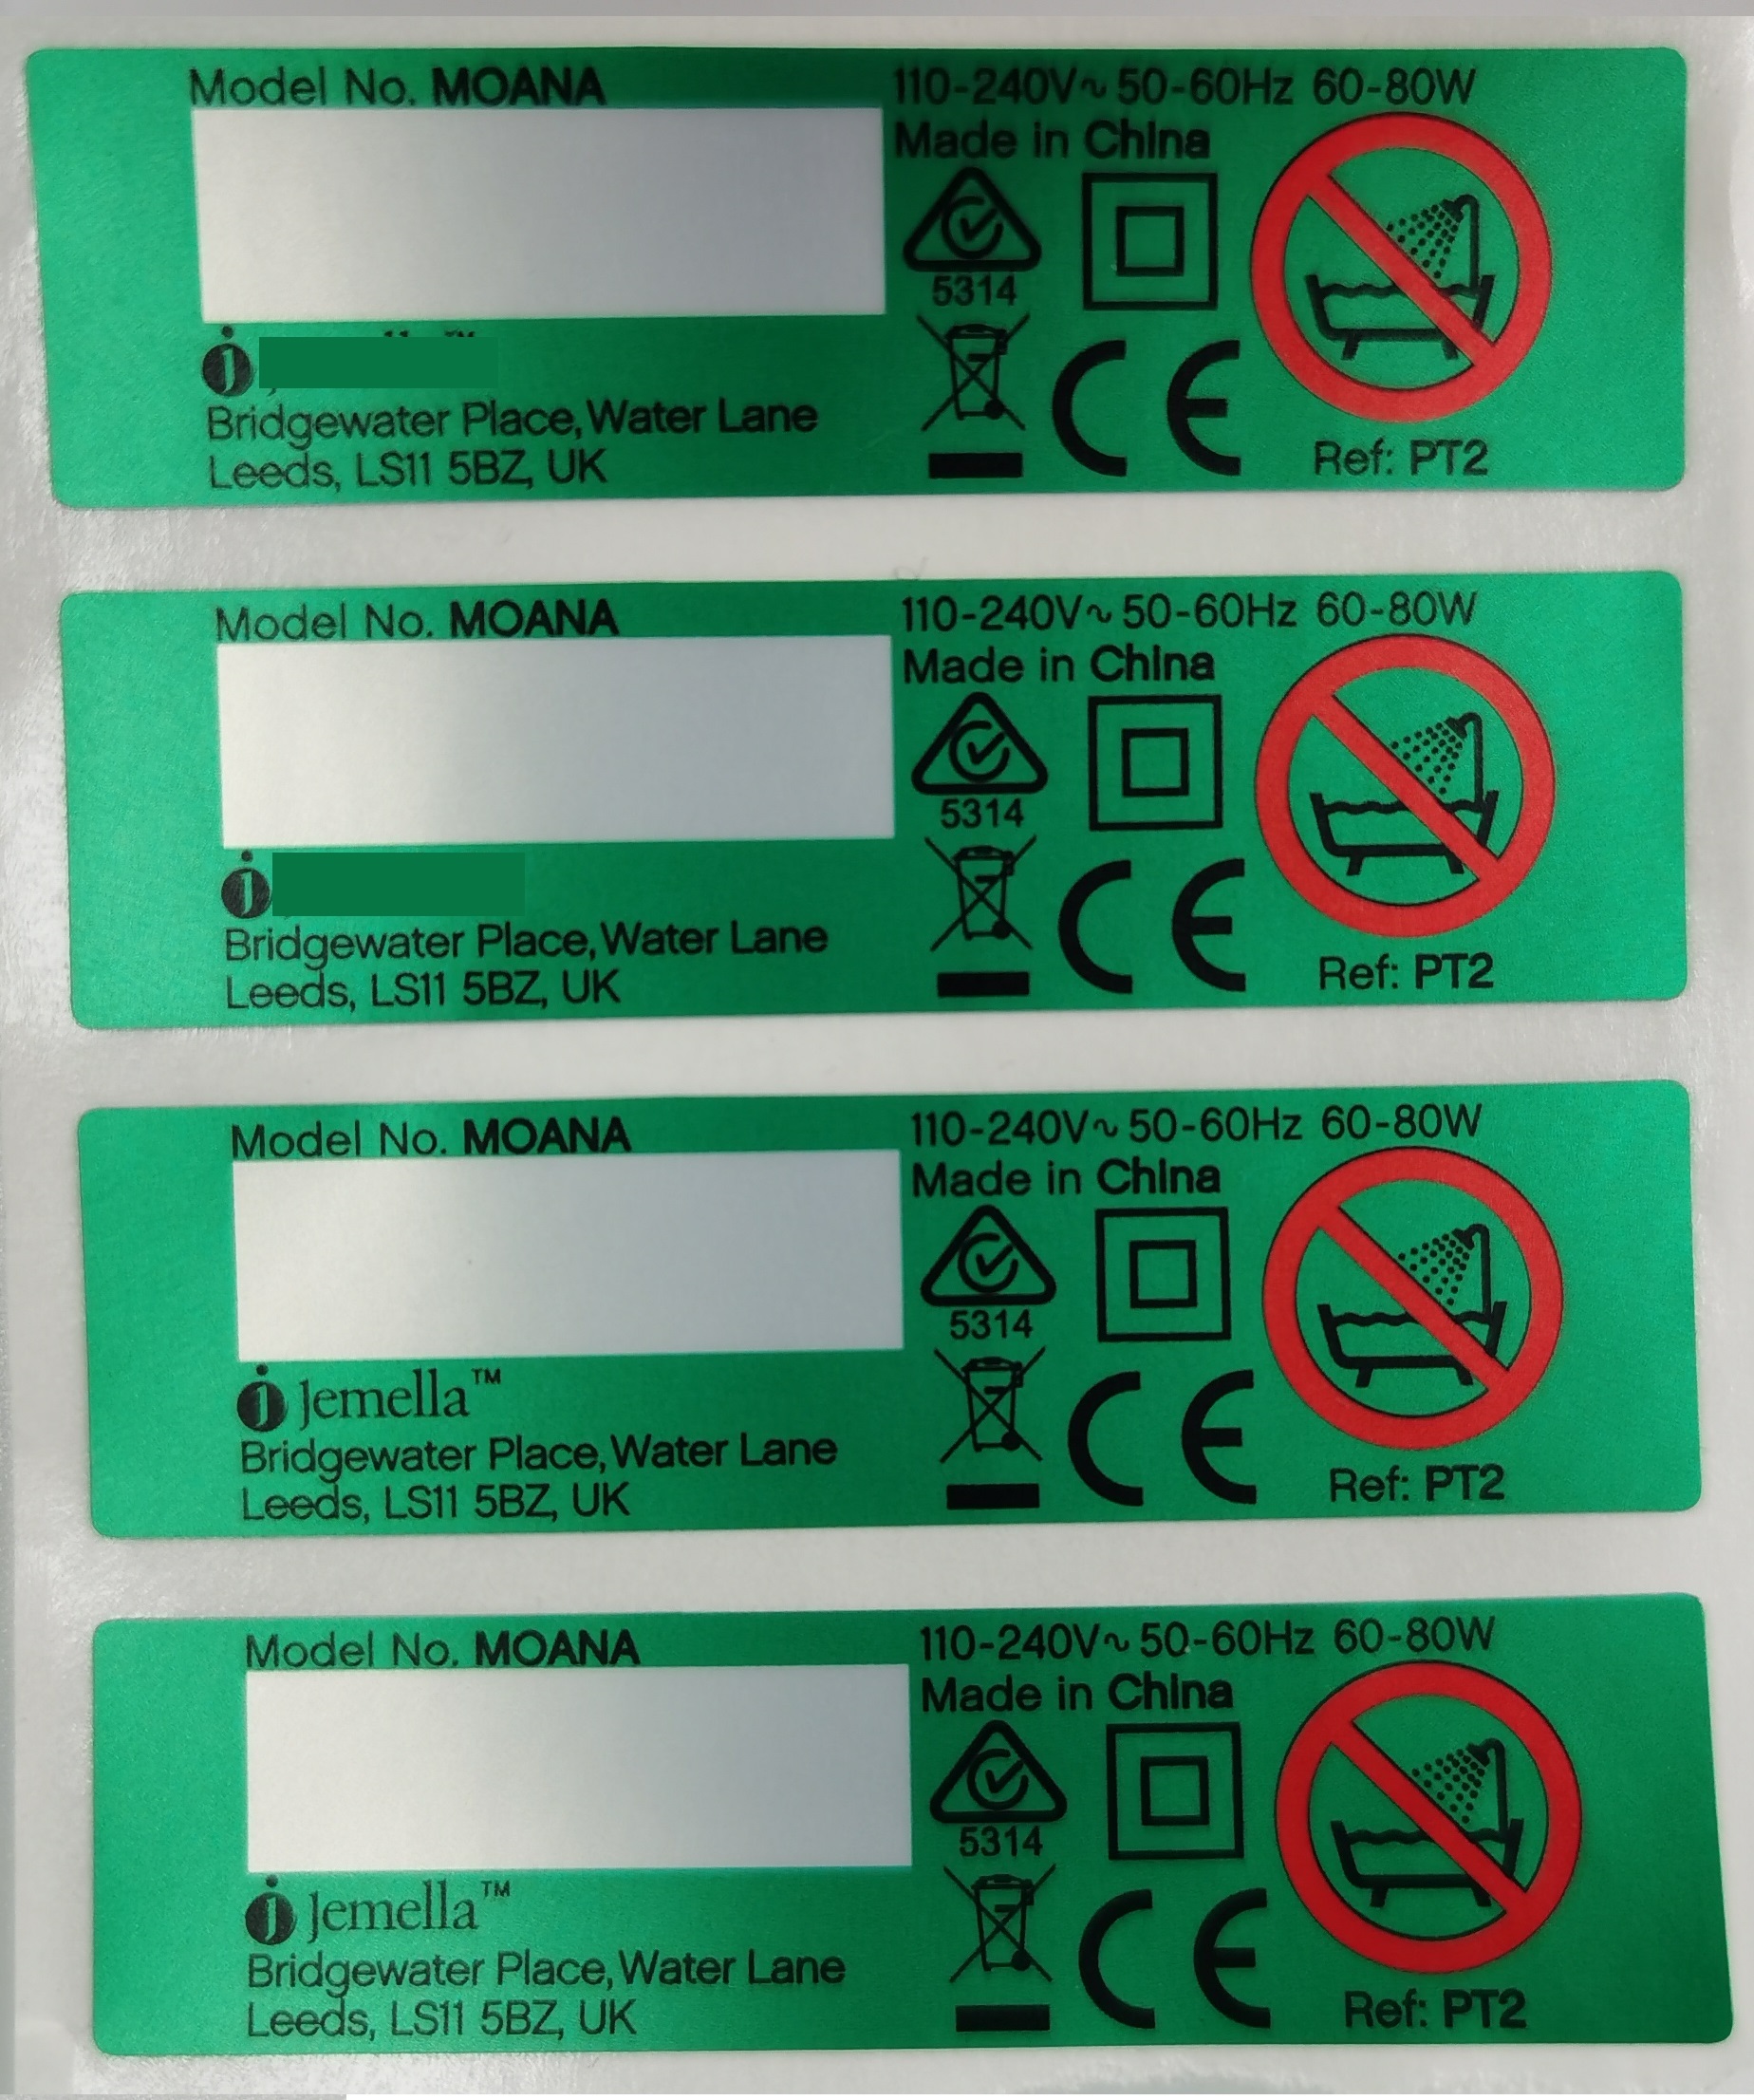 Model No. MOANA
110-240V~ 50-60Hz 60-80W
Made in China
5314
Bridgewater Place, Water Lane
Leeds, LS11 5BZ, UK
CE
Ref: PT2
Model No. MOANA
110-240V~ 50-60Hz 60-80W
Made in China
5314
Bridgewater Place, Water Lane
Leeds, LS11 5BZ, UK
CE
Ref: PT2
Model No. MOANA
110-240V~ 50-60Hz 60-80W
Made in China
5314
j Jemella™
Bridgewater Place, Water Lane
Leeds, LS11 5BZ, UK
CE
Ref: PT2
Model No. MOANA
110-240V~ 50-60Hz 60-80W
Made in China
5314
j Jemella™
Bridgewater Place, Water Lane
Leeds, LS11 5BZ, UK
CE
Ref: PT2